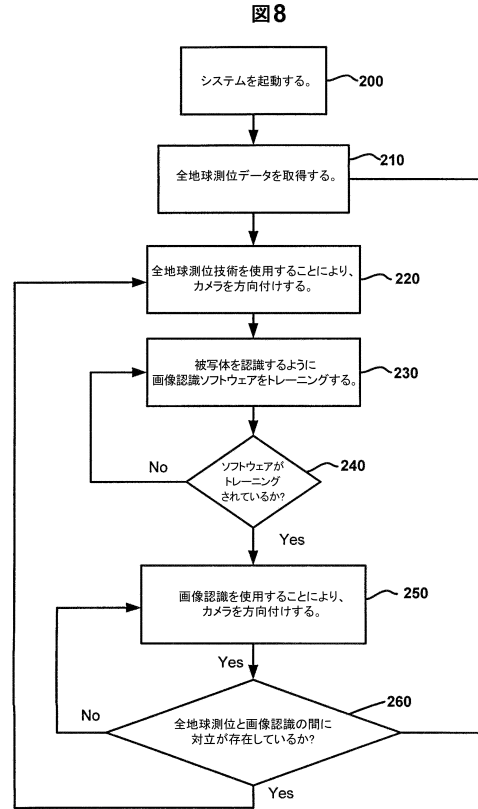 図8
システムを起動する。
200
全地球測位データを取得する。
210
全地球測位技術を使用することにより、
カメラを方向付けする。
220
被写体を認識するように
画像認識ソフトウェアをトレーニングする。
230
ソフトウェアが
トレーニング
されているか?
240
No
Yes
画像認識を使用することにより、
カメラを方向付けする。
250
Yes
全地球測位と画像認識の間に
対立が存在しているか?
260
No
Yes